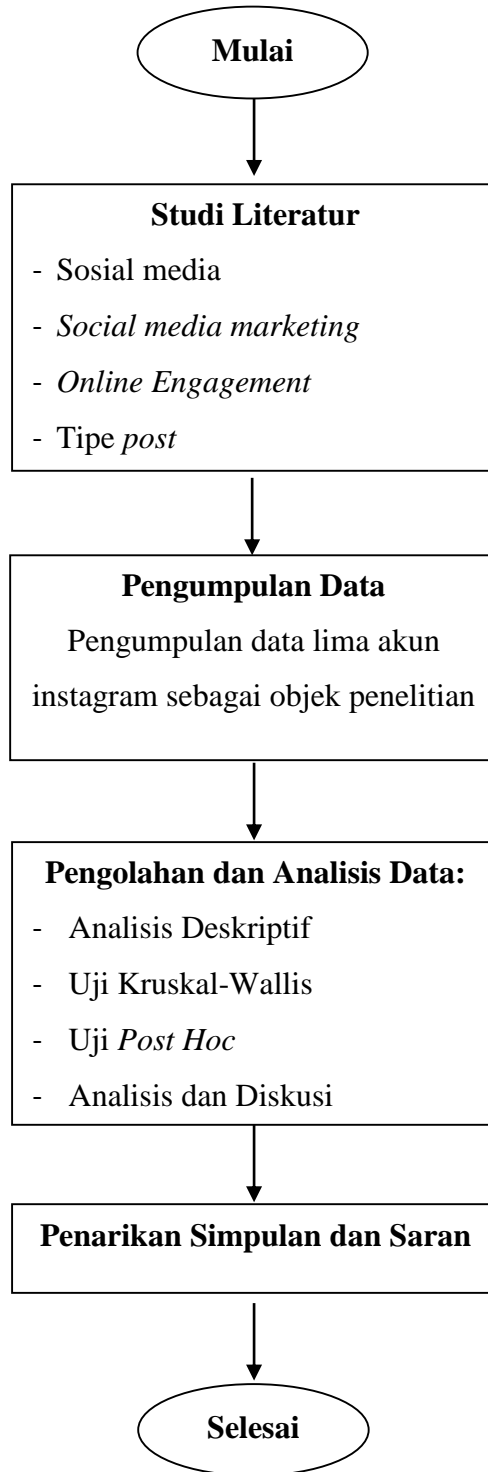 Mulai
Studi Literatur
- Sosial media
- Social media marketing
- Online Engagement
- Tipe post
Pengumpulan Data
Pengumpulan data lima akun
instagram sebagai objek penelitian
Pengolahan dan Analisis Data:
- Analisis Deskriptif
- Uji Kruskal-Wallis
- Uji Post Hoc
- Analisis dan Diskusi
Penarikan Simpulan dan Saran
Selesai